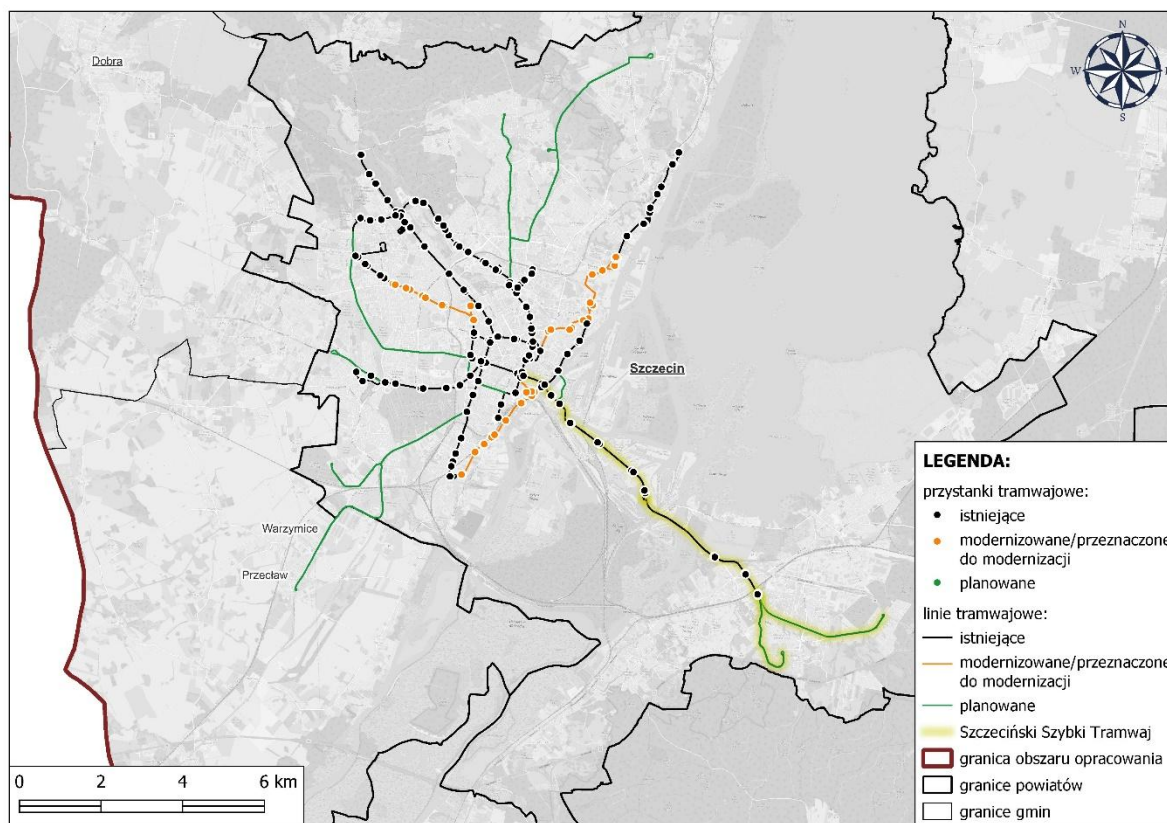 Dobra
N
W
E
S
Szczecin
Warzymice
Przecław
LEGENDA:
przystanki tramwajowe:
istniejące
modernizowane/przeznaczone
do modernizacji
planowane
linie tramwajowe:
istniejące
modernizowane/przeznaczone
do modernizacji
planowane
Szczeciński Szybki Tramwaj
granica obszaru opracowania
granice powiatów
granice gmin
0 2 4 6 km